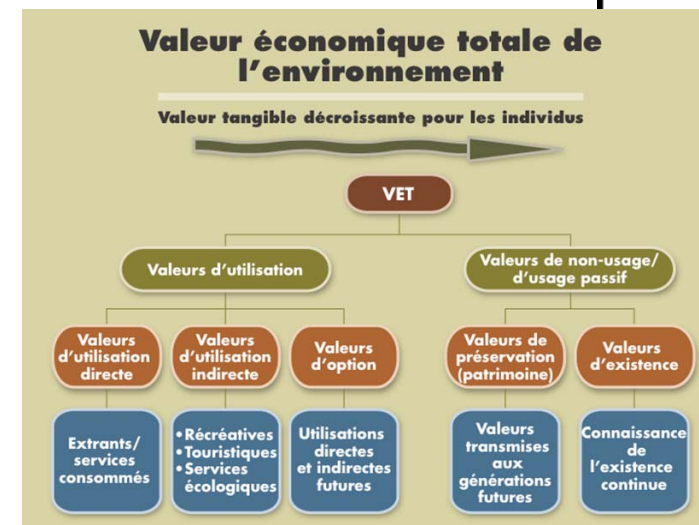 Valeur économique totale de
l'environnement
Valeur tangible décroissante pour les individus
VET
Valeurs d'utilisation
Valeurs de non-usage/
d'usage passif
Valeurs
d'utilisation
directe
Valeurs
d'utilisation
indirecte
Valeurs
d'option
Valeurs de
préservation
(patrimoine)
Valeurs
d'existence
Extrants/
services
consommés
• Récréatives
• Touristiques
• Services
écologiques
Utilisations
directes
et indirectes
futures
Valeurs
transmises
aux
générations
futures
Connaissance
de
l'existence
continue